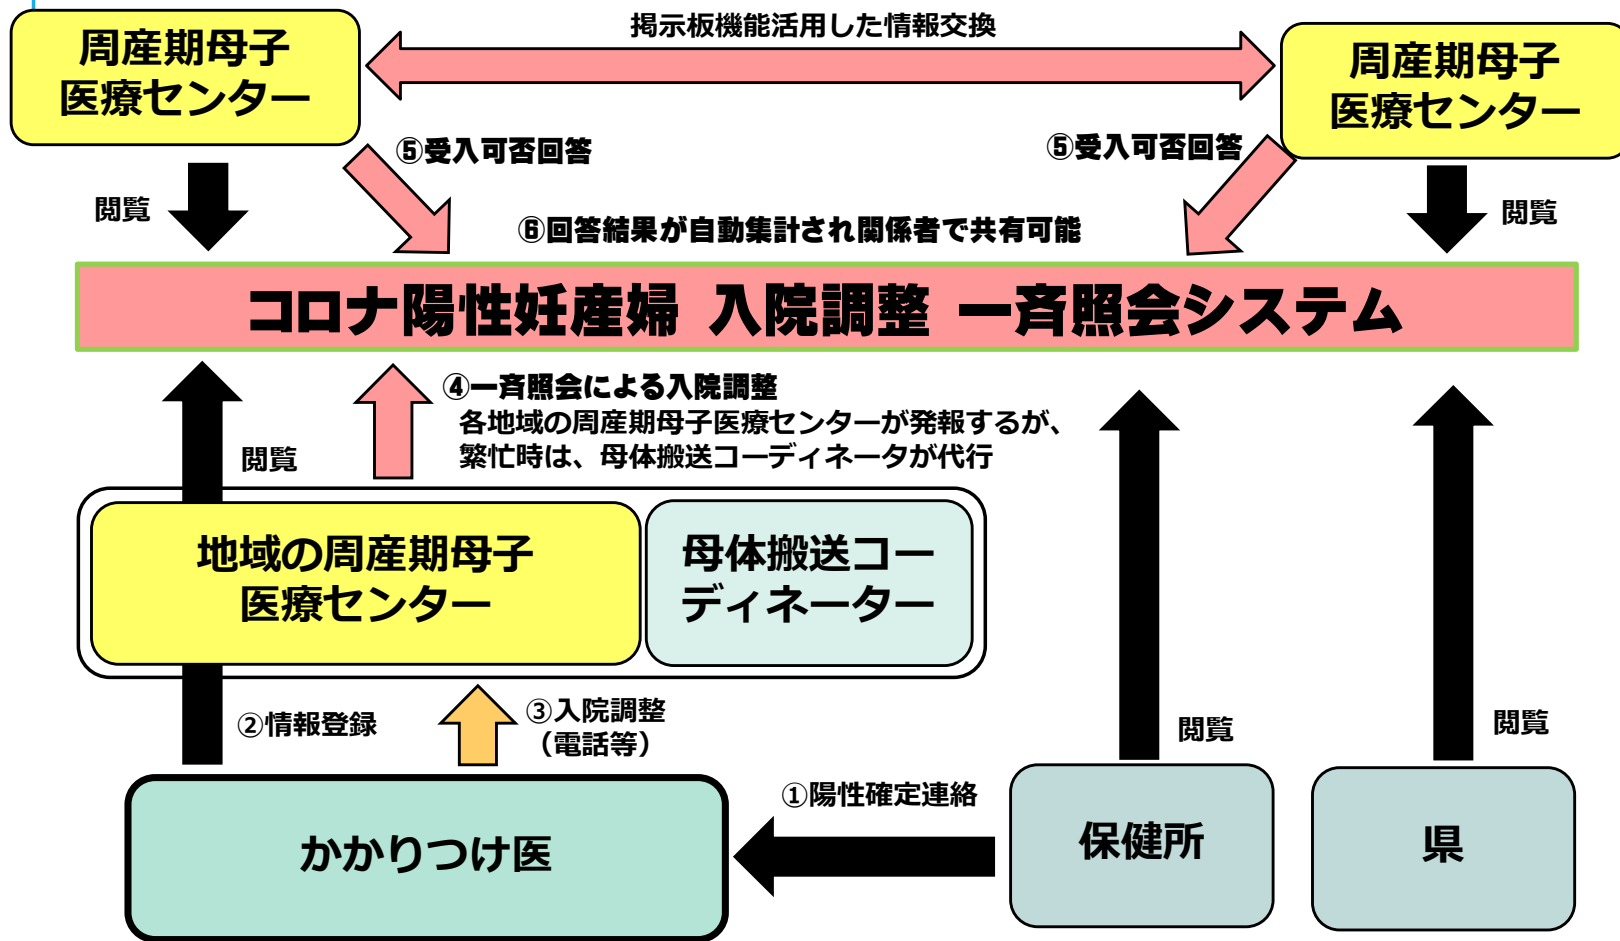 掲示板機能活用した情報交換
周産期母子
医療センター
周産期母子
医療センター
⑤受入可否回答
⑤受入可否回答
閲覧
閲覧
⑥回答結果が自動集計され関係者で共有可能
コロナ陽性妊産婦 入院調整 一斉照会システム
④一斉照会による入院調整
各地域の周産期母子医療センターが発報するが、
繁忙時は、母体搬送コーディネータが代行
閲覧
地域の周産期母子
医療センター
母体搬送コー
ディネーター
②情報登録
③入院調整
（電話等）
閲覧
閲覧
①陽性確定連絡
かかりつけ医
保健所
県